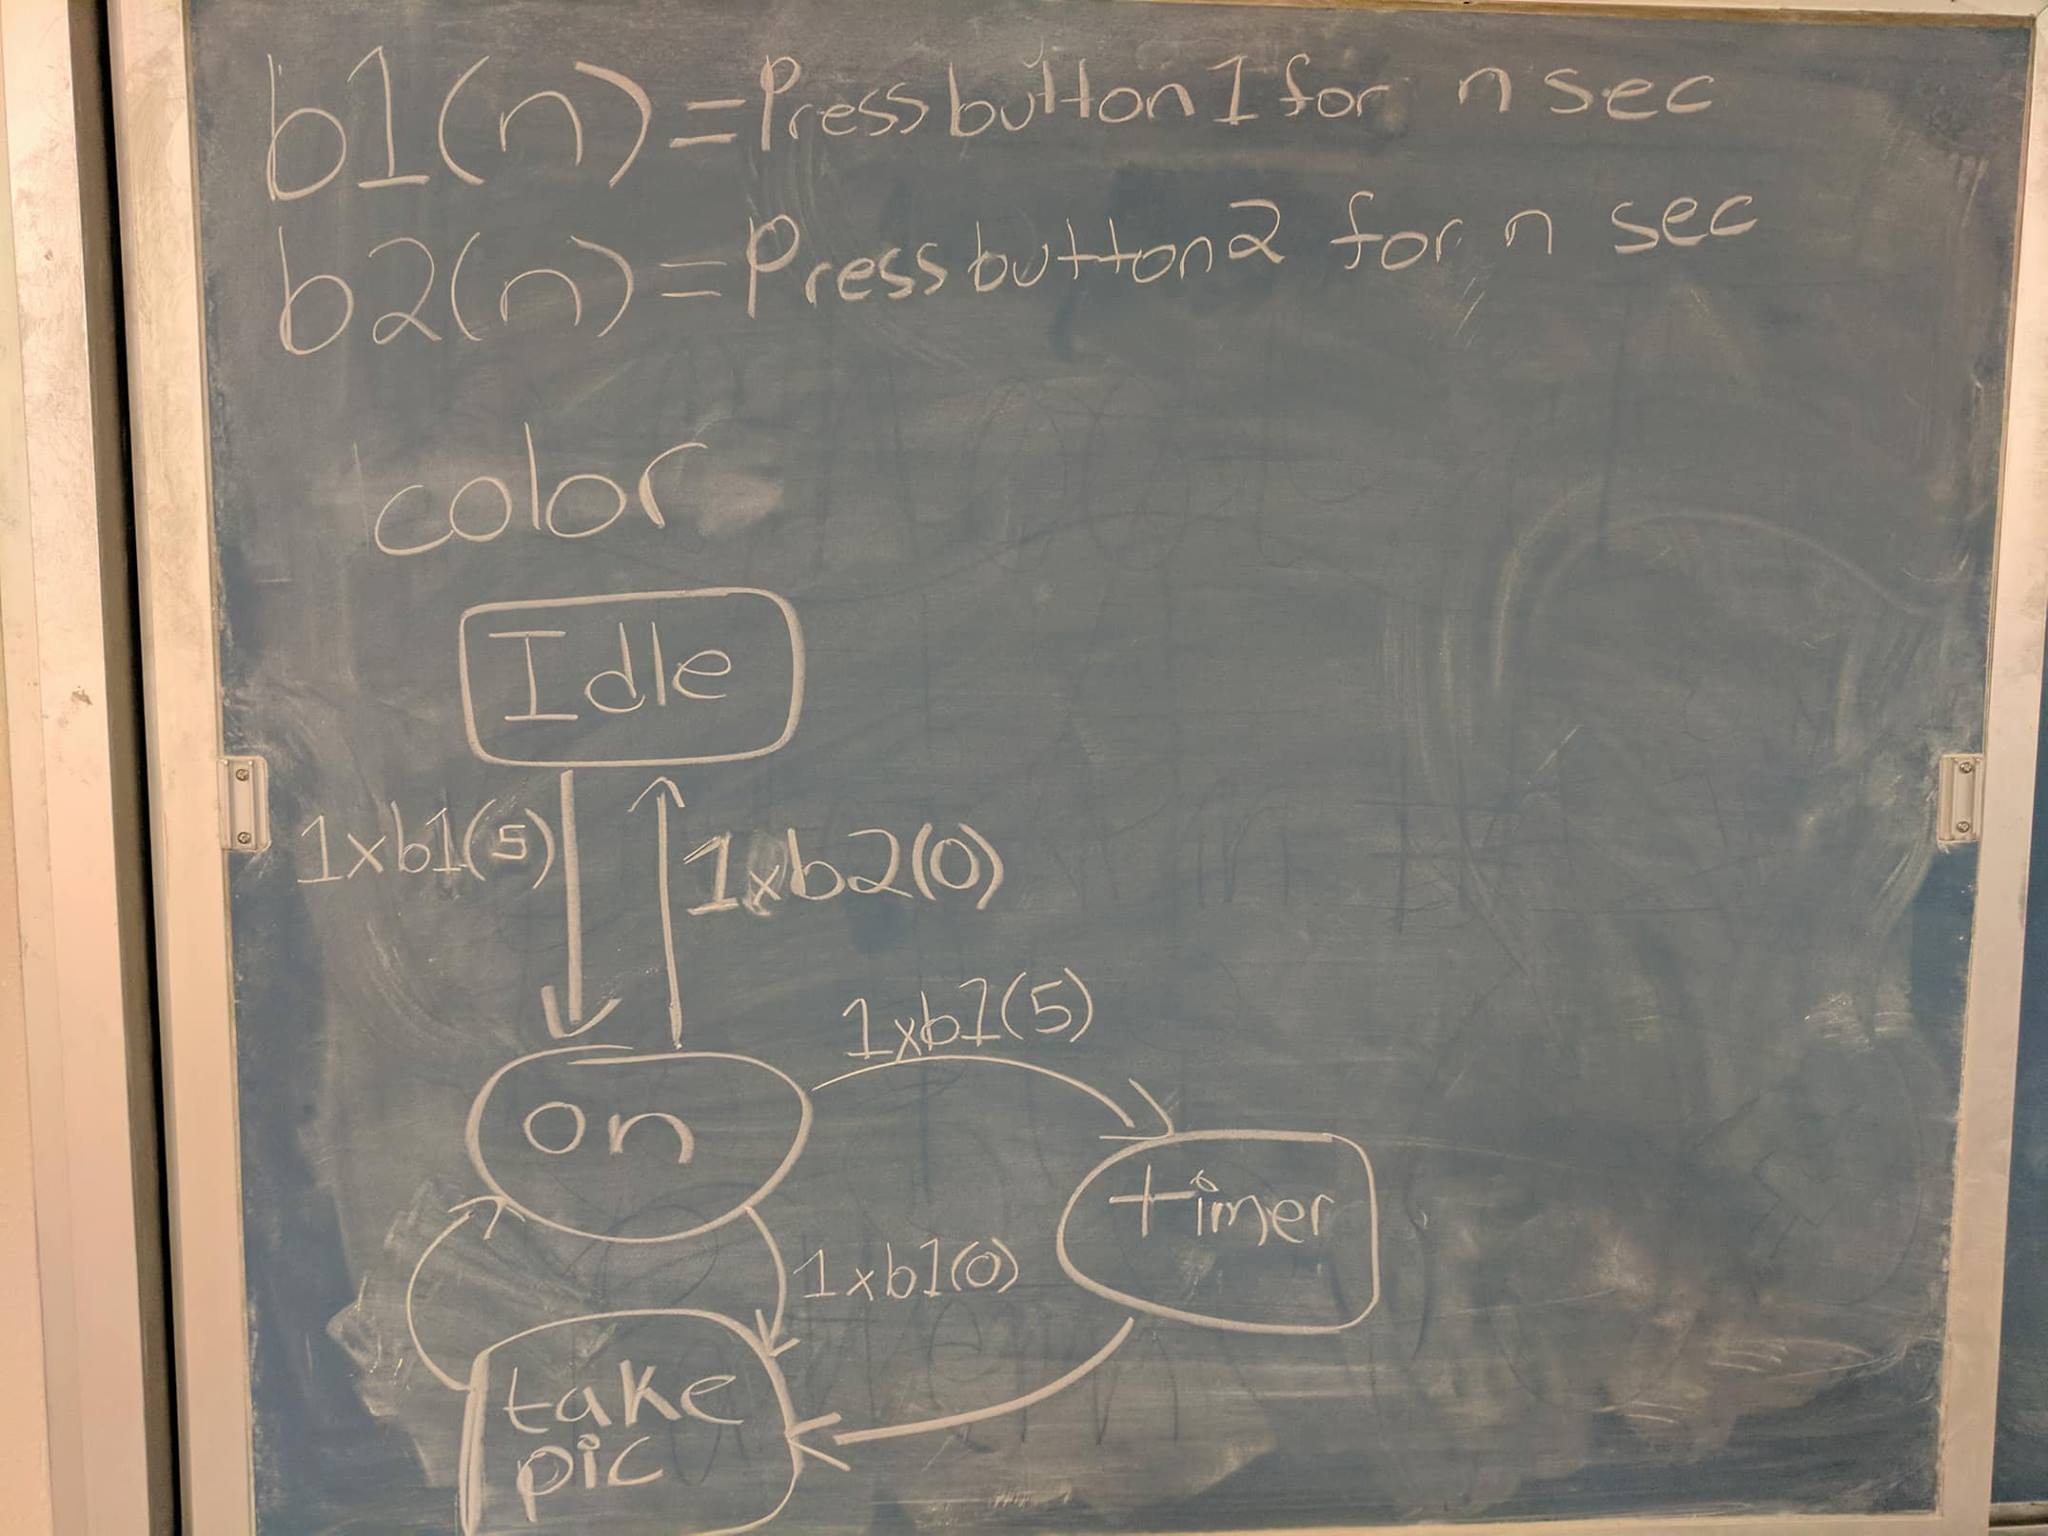 b1(n) = Press button 1 for n sec
b2(n) = Press button 2 for n sec
color
Idle
1xb1(5)
1xb2(0)
1xb1(5)
on
timer
1xb1(0)
take
pic